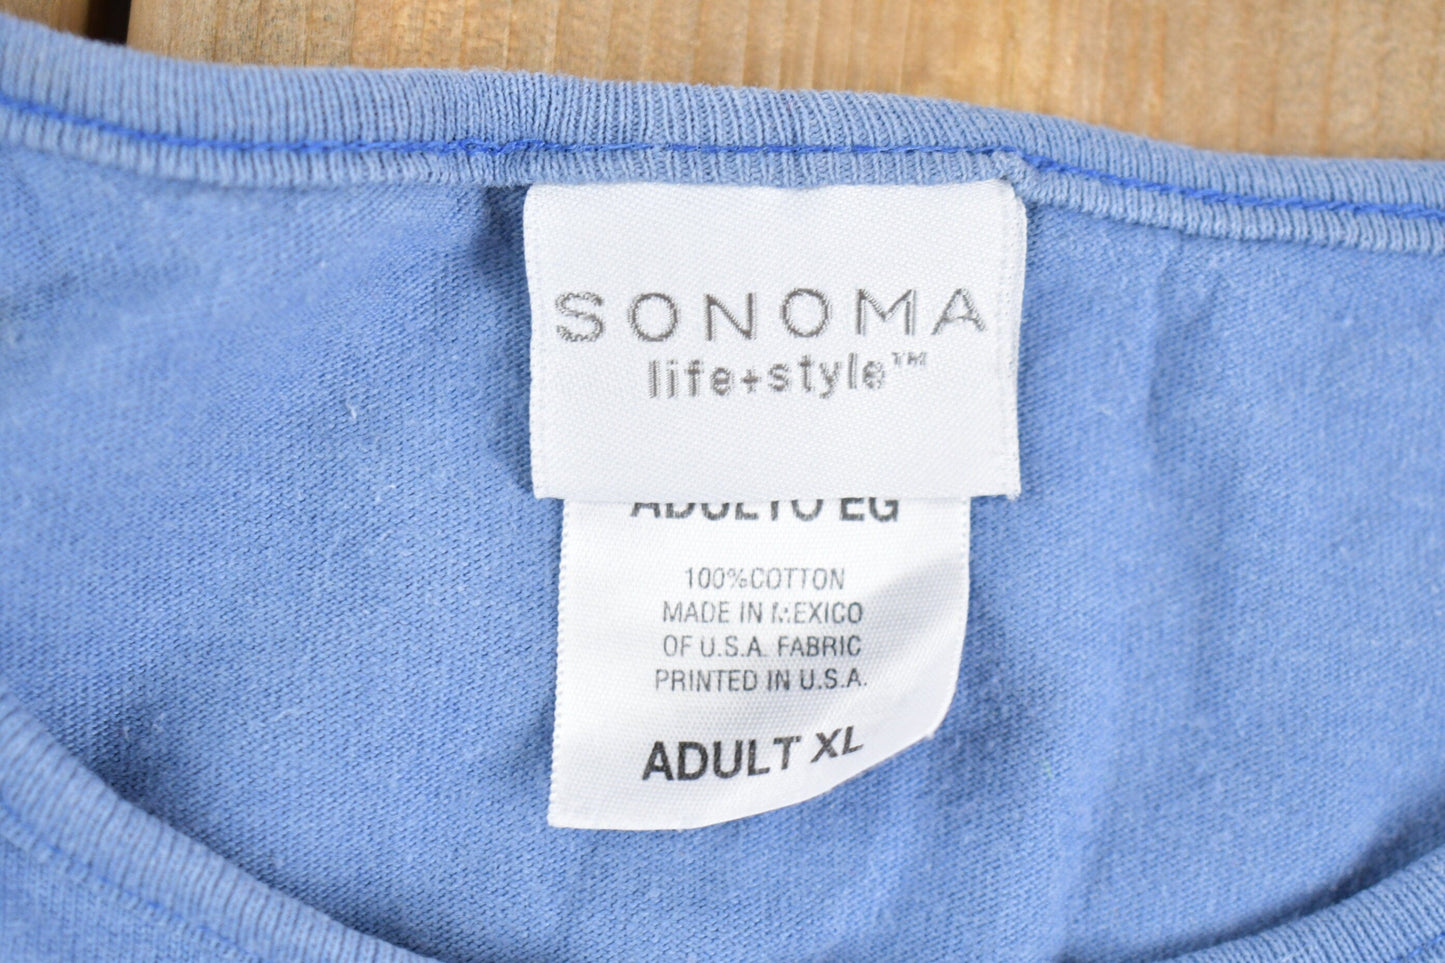 SONOMA
life+style™
ADULTO EG
100%COTTON
MADE IN MEXICO
OF U.S.A. FABRIC
PRINTED IN U.S.A.
ADULT XL